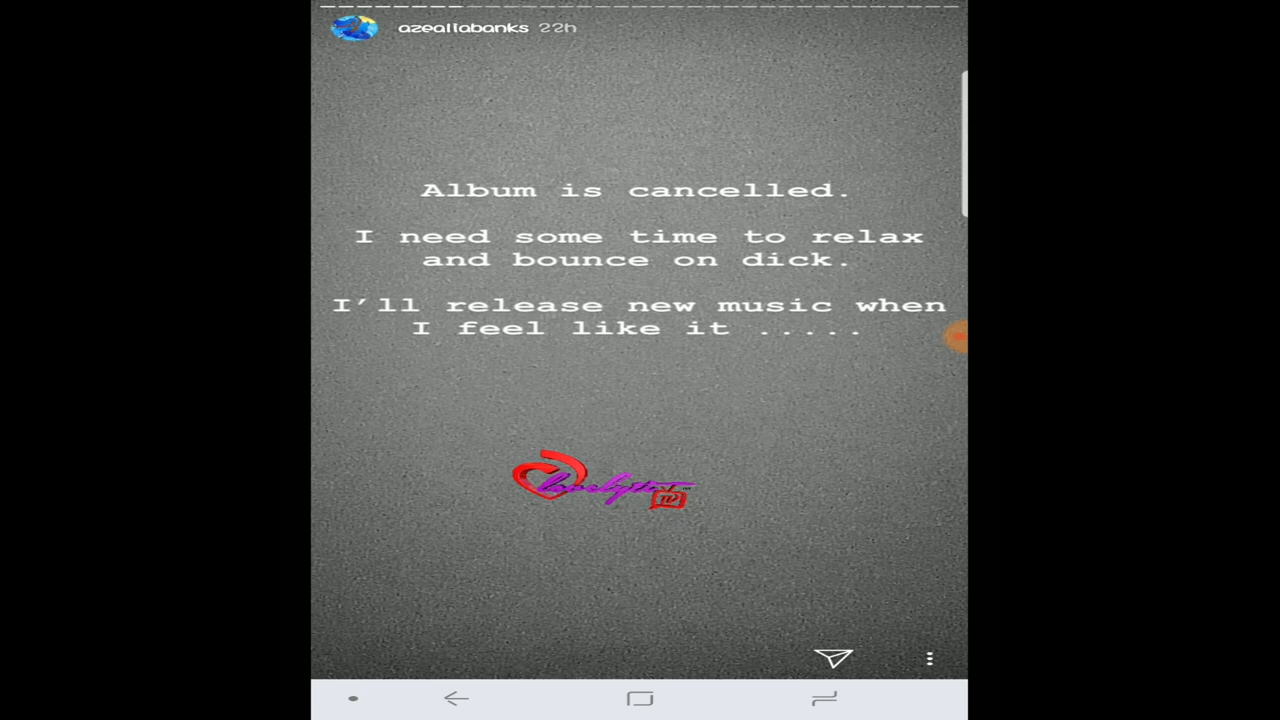 azealiabanks 22h
Album is cancelled.
I need some time to relax
and bounce on dick.
I'll release new music when
I feel like it .....